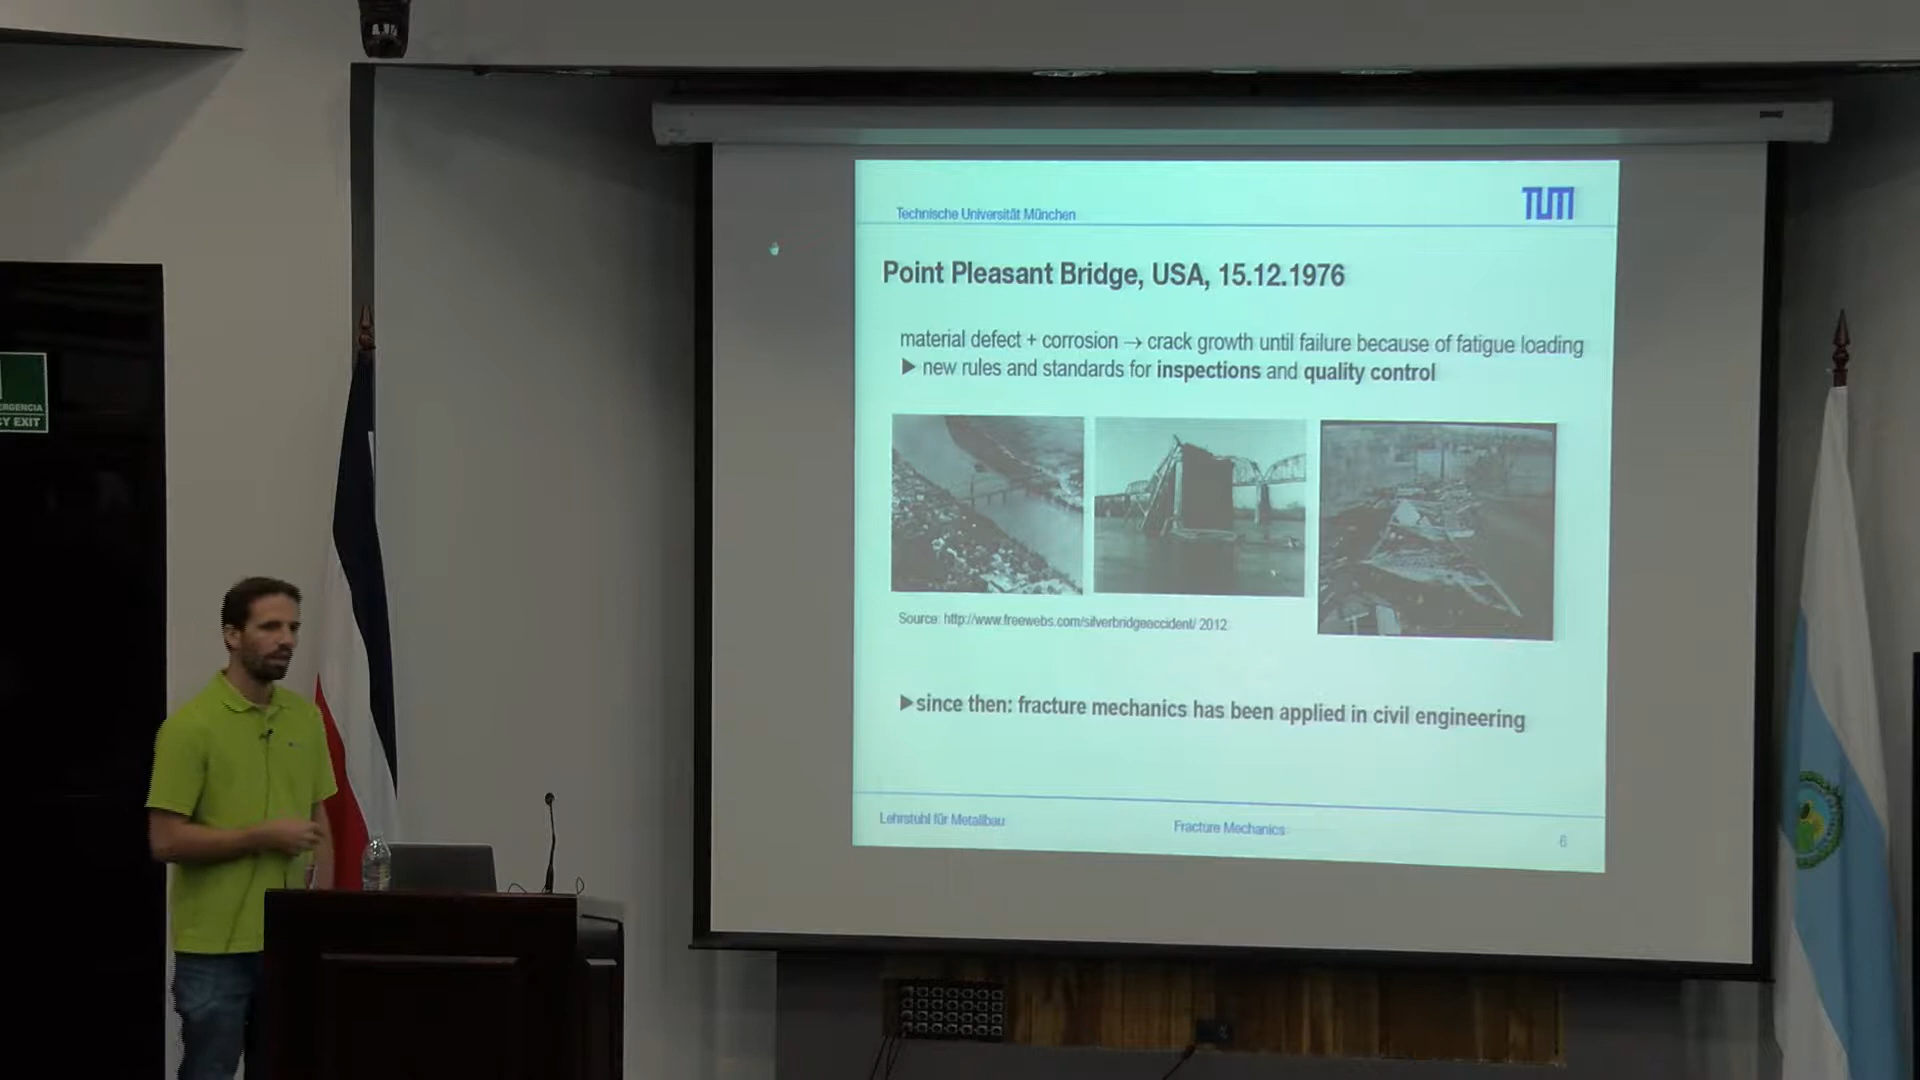 Technische Universität München
TUM
Point Pleasant Bridge, USA, 15.12.1976
material defect + corrosion → crack growth until failure because of fatigue loading
▶ new rules and standards for inspections and quality control
Source: http://www.freewebs.com/silverbridgeaccident/ 2012
▶since then: fracture mechanics has been applied in civil engineering
Lehrstuhl für Metallbau
Fracture Mechanics
6
ERGENCIA
Y EXIT